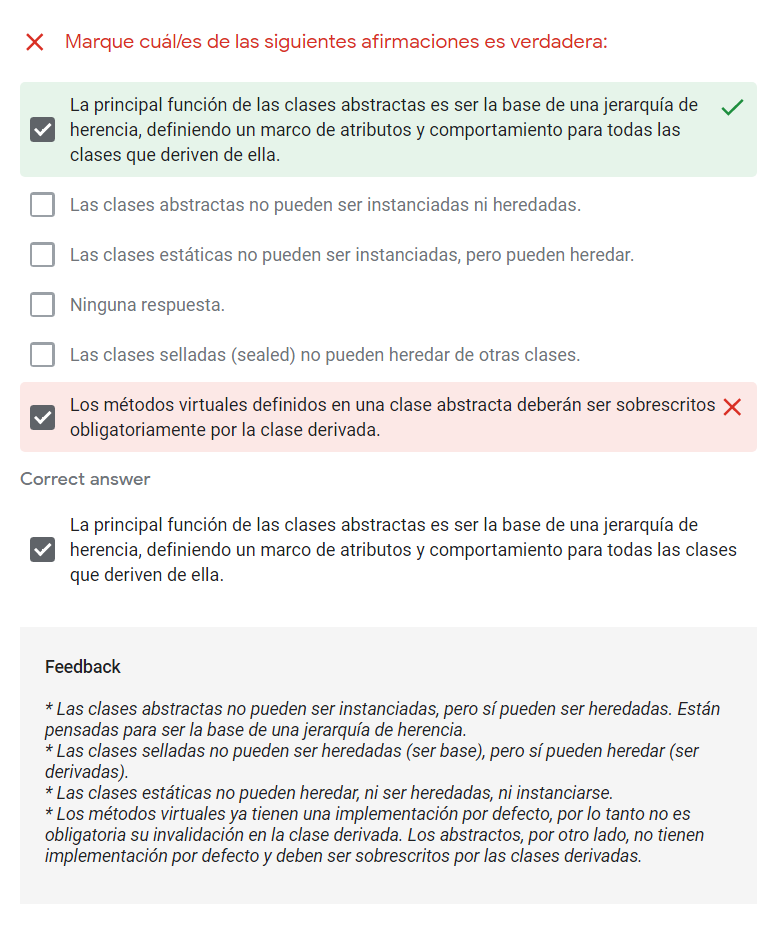 Marque cuál/es de las siguientes afirmaciones es verdadera:
La principal función de las clases abstractas es ser la base de una jerarquía de
herencia, definiendo un marco de atributos y comportamiento para todas las
clases que deriven de ella.
Las clases abstractas no pueden ser instanciadas ni heredadas.
Las clases estáticas no pueden ser instanciadas, pero pueden heredar.
Ninguna respuesta.
Las clases selladas (sealed) no pueden heredar de otras clases.
Los métodos virtuales definidos en una clase abstracta deberán ser sobrescritos
obligatoriamente por la clase derivada.
Correct answer
La principal función de las clases abstractas es ser la base de una jerarquía de
herencia, definiendo un marco de atributos y comportamiento para todas las clases
que deriven de ella.
Feedback
* Las clases abstractas no pueden ser instanciadas, pero sí pueden ser heredadas. Están
pensadas para ser la base de una jerarquía de herencia.
* Las clases selladas no pueden ser heredadas (ser base), pero sí pueden heredar (ser
derivadas).
* Las clases estáticas no pueden heredar, ni ser heredadas, ni instanciarse.
* Los métodos virtuales ya tienen una implementación por defecto, por lo tanto no es
obligatoria su invalidación en la clase derivada. Los abstractos, por otro lado, no tienen
implementación por defecto y deben ser sobrescritos por las clases derivadas.